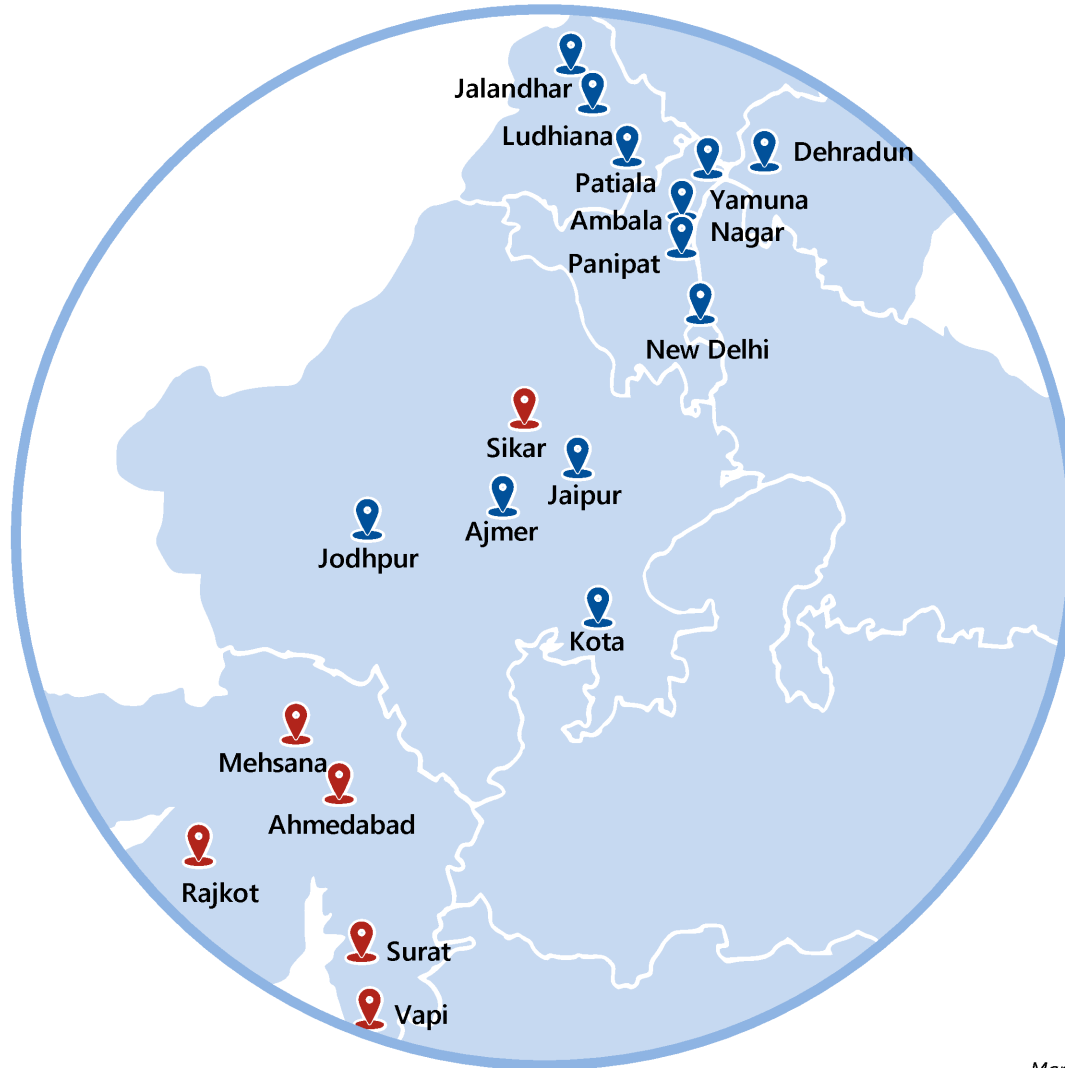 Jalandhar
Ludhiana
Dehradun
Patiala
Yamuna
Nagar
Ambala
Panipat
New Delhi
Sikar
Jaipur
Ajmer
Jodhpur
Kota
Mehsana
Ahmedabad
Rajkot
Surat
Vapi